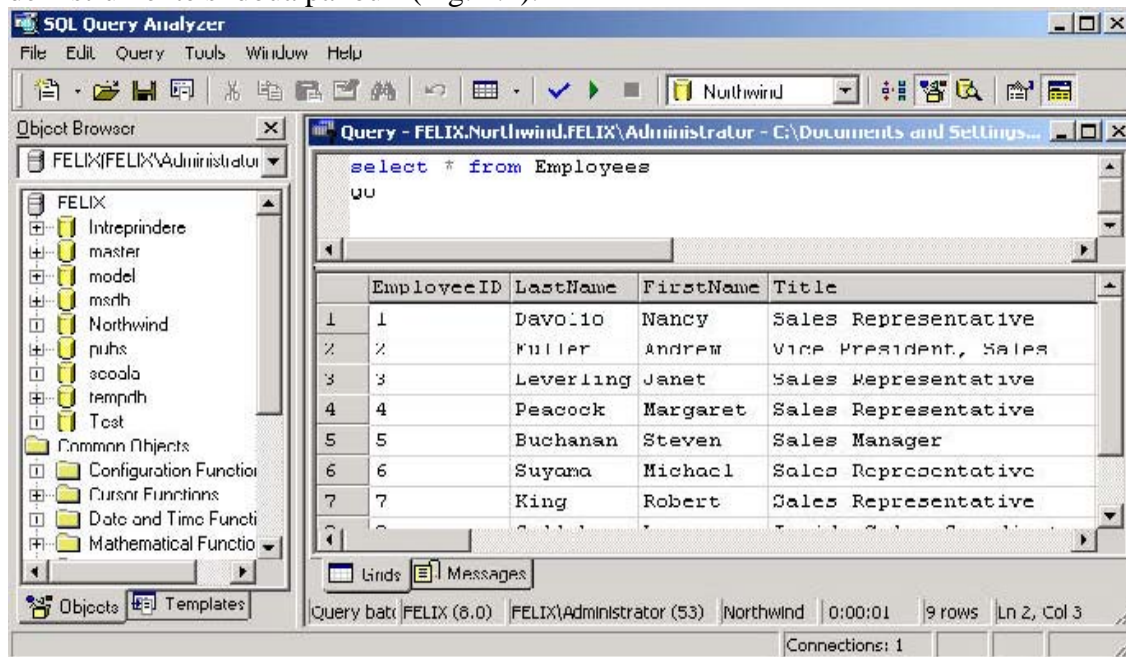 SQL Query Analyzer
File Edit Query Tools Window Help
Northwind
Object Browser
FELIX(FELIX\Administrator
FELIX
Intreprindere
master
model
msdb
Northwind
pubs
scoala
tempdb
Test
Common Objects
Configuration Function
Cursor Functions
Date and Time Functi
Mathematical Functio
Objects Templates
Query - FELIX.Northwind.FELIX\Administrator - C:\Documents and Settings...
select * from Employees
go
EmployeeID LastName FirstName Title
1 1 Davolio Nancy Sales Representative
2 2 Fuller Andrew Vice President, Sales
3 3 Leverling Janet Sales Representative
4 4 Peacock Margaret Sales Representative
5 5 Buchanan Steven Sales Manager
6 6 Suyama Michael Sales Representative
7 7 King Robert Sales Representative
Grids Messages
Query batc FELIX (8.0) FELIX\Administrator (53) Northwind 0:00:01 9 rows Ln 2, Col 3
Connections: 1